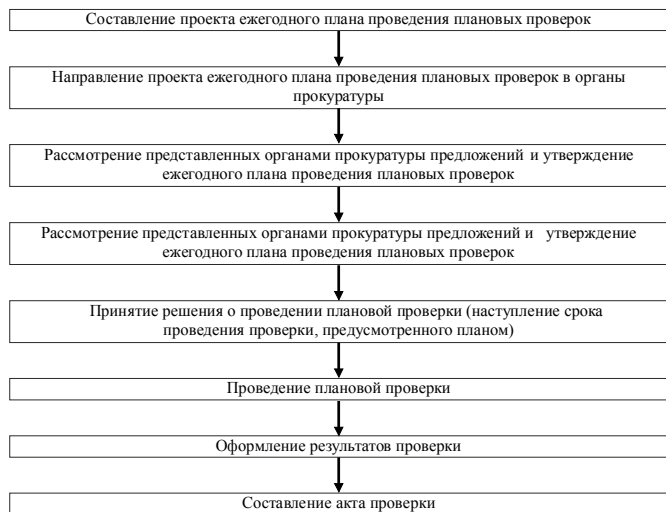 Составление проекта ежегодного плана проведения плановых проверок
Направление проекта ежегодного плана проведения плановых проверок в органы
прокуратуры
Рассмотрение представленных органами прокуратуры предложений и утверждение
ежегодного плана проведения плановых проверок
Рассмотрение представленных органами прокуратуры предложений и утверждение
ежегодного плана проведения плановых проверок
Принятие решения о проведении плановой проверки (наступление срока
проведения проверки, предусмотренного планом)
Проведение плановой проверки
Оформление результатов проверки
Составление акта проверки